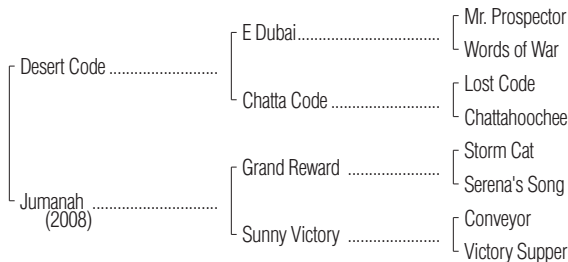 Mr. Prospector
E Dubai
Words of War
Desert Code
Lost Code
Chatta Code
Chattahoochee
Storm Cat
Grand Reward
Serena's Song
Jumanah
(2008)
Conveyor
Sunny Victory
Victory Supper